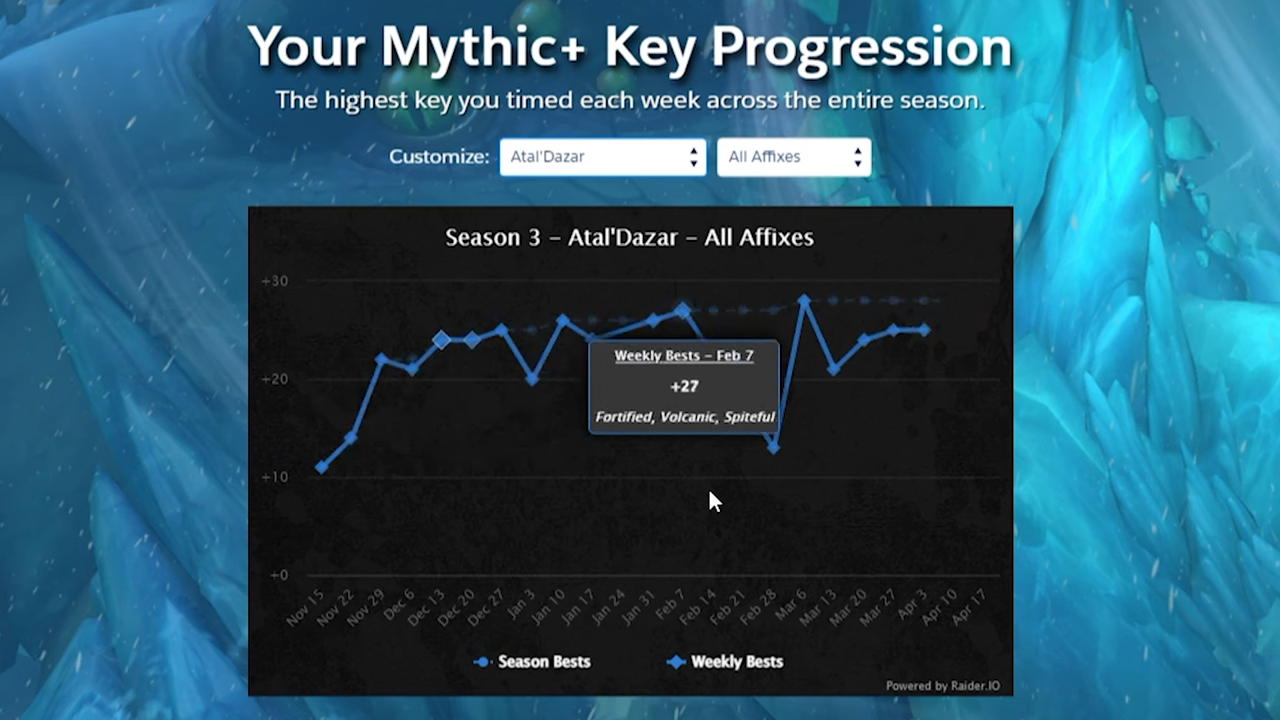 Your Mythic+ Key Progression
The highest key you timed each week across the entire season.
Customize: Atal'Dazar All Affixes
Season 3 – Atal'Dazar – All Affixes
+30
+20
+10
+0
Weekly Bests – Feb 7
+27
Fortified, Volcanic, Spiteful
Nov 15 Nov 22 Nov 29 Dec 6 Dec 13 Dec 20 Dec 27 Jan 3 Jan 10 Jan 17 Jan 24 Jan 31 Feb 7 Feb 14 Feb 21 Feb 28 Mar 6 Mar 13 Mar 20 Mar 27 Apr 3 Apr 10 Apr 17
Season Bests Weekly Bests
Powered by Raider.IO